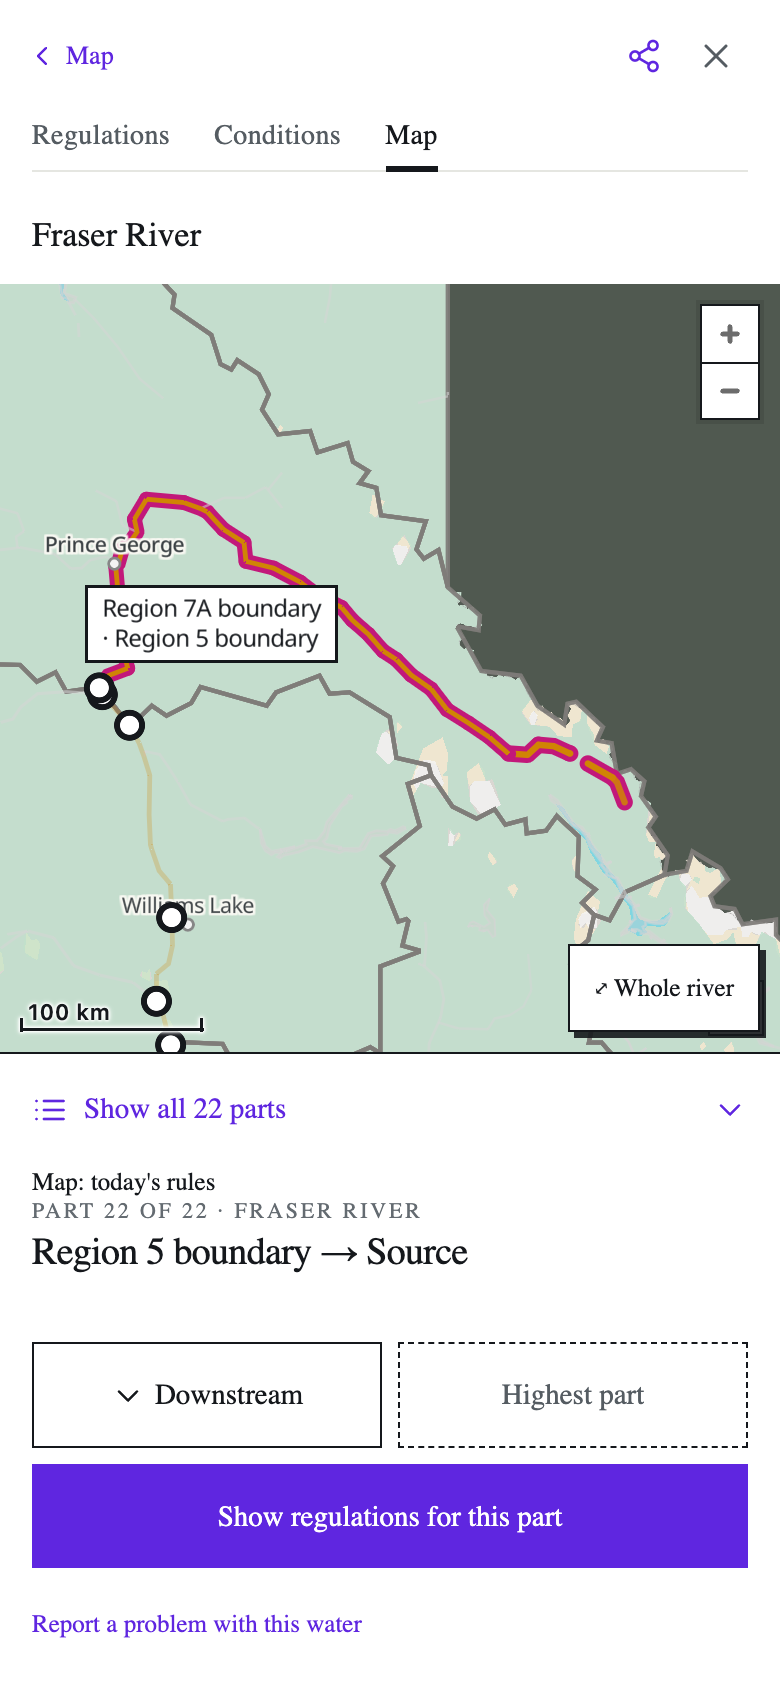 Map
Regulations
Conditions
Map
Fraser River
Prince George
Region 7A boundary
· Region 5 boundary
Williams Lake
100 km
Whole river
Show all 22 parts
Map: today's rules
PART 22 OF 22 · FRASER RIVER
Region 5 boundary → Source
Downstream
Highest part
Show regulations for this part
Report a problem with this water